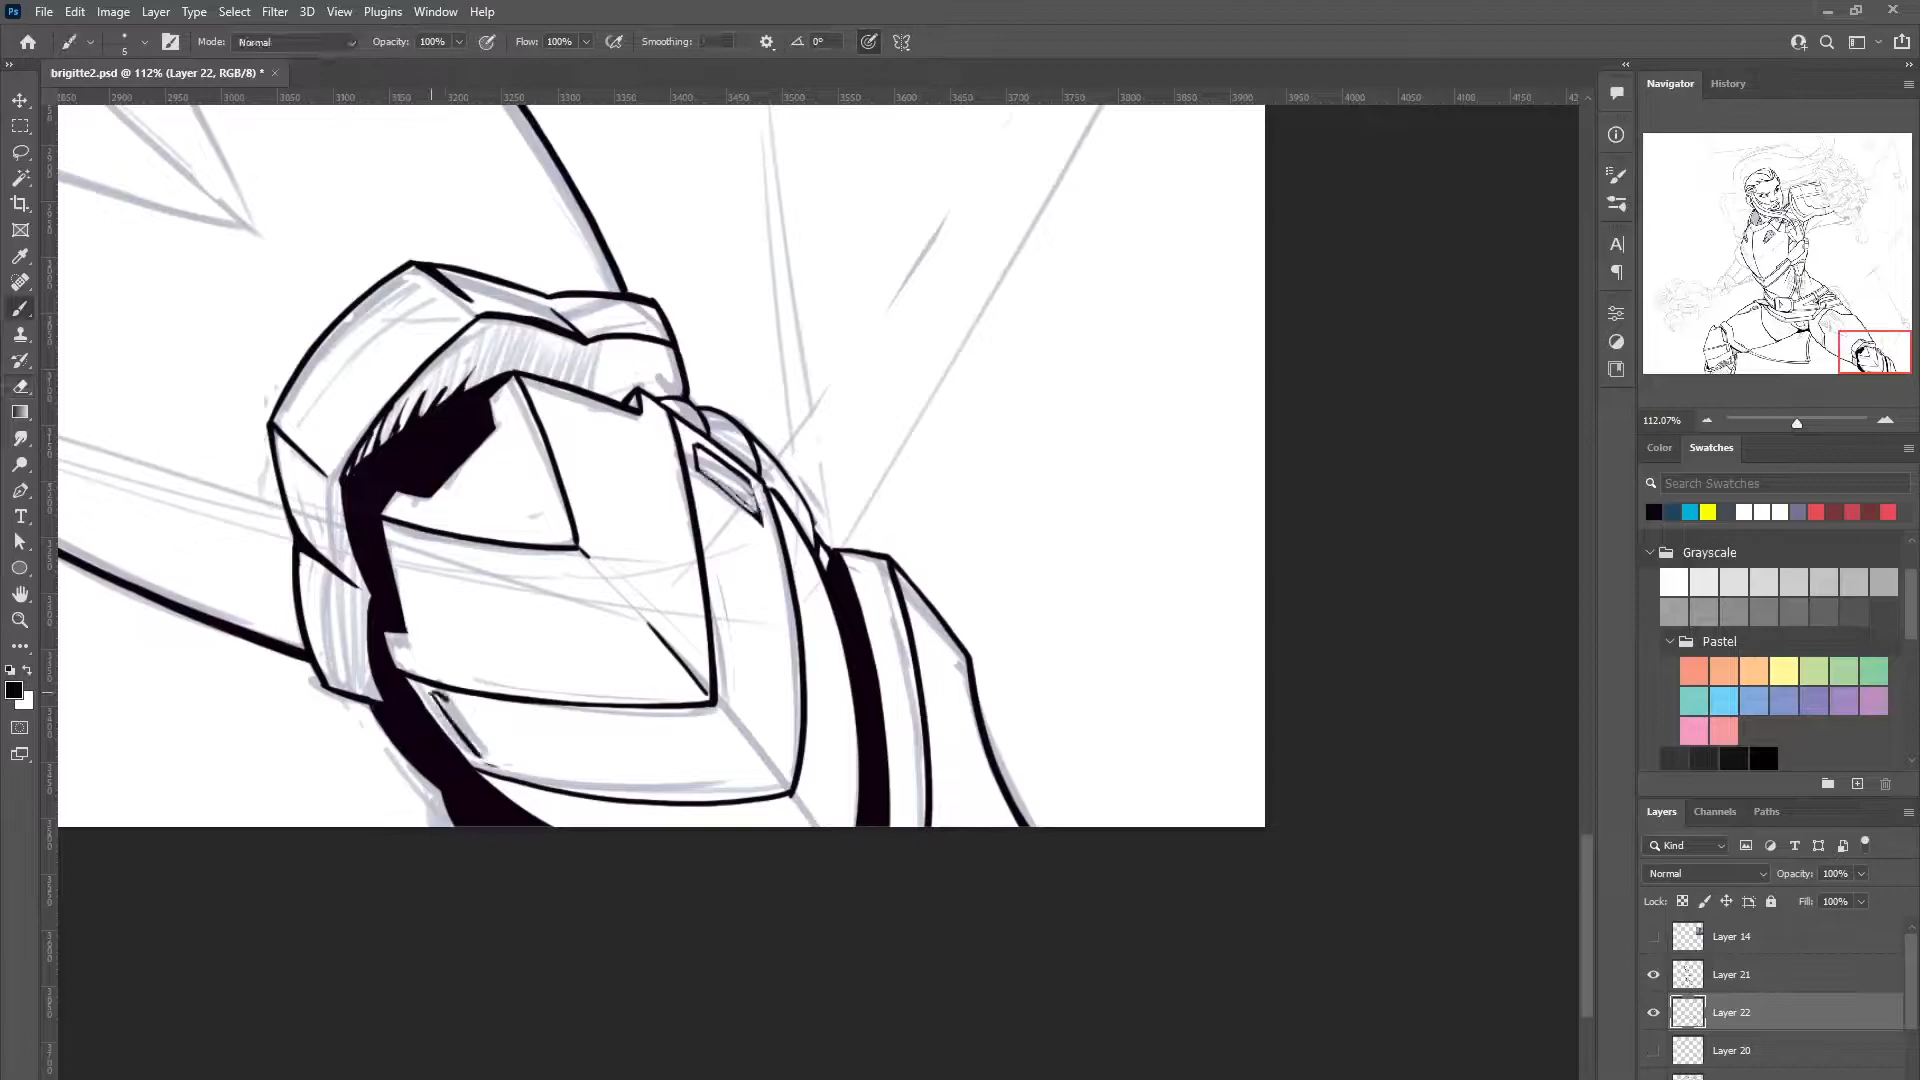 Ps File Edit Image Layer Type Select Filter 3D View Plugins Window Help
5 Mode: Normal Opacity: 100% Flow: 100% Smoothing: 0°
brigitte2.psd @ 112% (Layer 22, RGB/8) * ×
2850 2900 2950 3000 3050 3100 3150 3200 3250 3300 3350 3400 3450 3500 3550 3600 3650 3700 3750 3800 3850 3900 3950 4000 4050 4100 4150 42
Navigator History
112.07%
Color Swatches
Search Swatches
Grayscale
Pastel
Layers Channels Paths
Kind
Normal Opacity: 100%
Lock: Fill: 100%
Layer 14
Layer 21
Layer 22
Layer 20